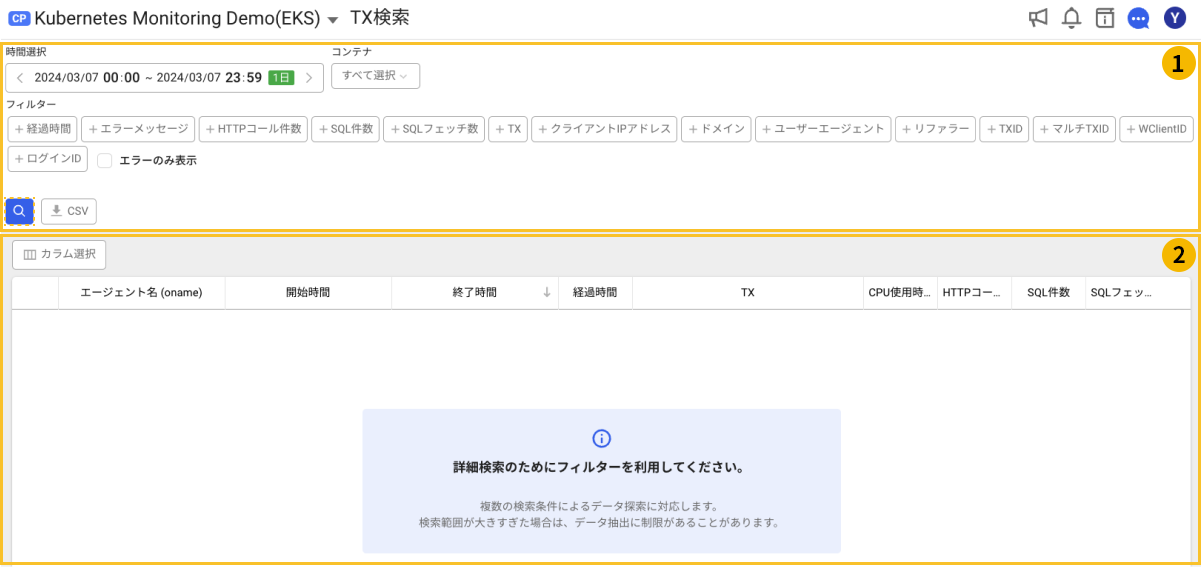 CP Kubernetes Monitoring Demo(EKS) TX検索 Y
時間選択 コンテナ 1
2024/03/07 00:00 ~ 2024/03/07 23:59 1日 すべて選択
フィルター
+ 経過時間 + エラーメッセージ + HTTPコール件数 + SQL件数 + SQLフェッチ数 + TX + クライアントIPアドレス + ドメイン + ユーザーエージェント + リファラー + TXID + マルチTXID + WClientID
+ ログインID エラーのみ表示
CSV
カラム選択 2
エージェント名 (oname) 開始時間 終了時間 ↓ 経過時間 TX CPU使用時... HTTPコー... SQL件数 SQLフェッ...
詳細検索のためにフィルターを利用してください。
複数の検索条件によるデータ探索に対応します。
検索範囲が大きすぎた場合は、データ抽出に制限があることがあります。